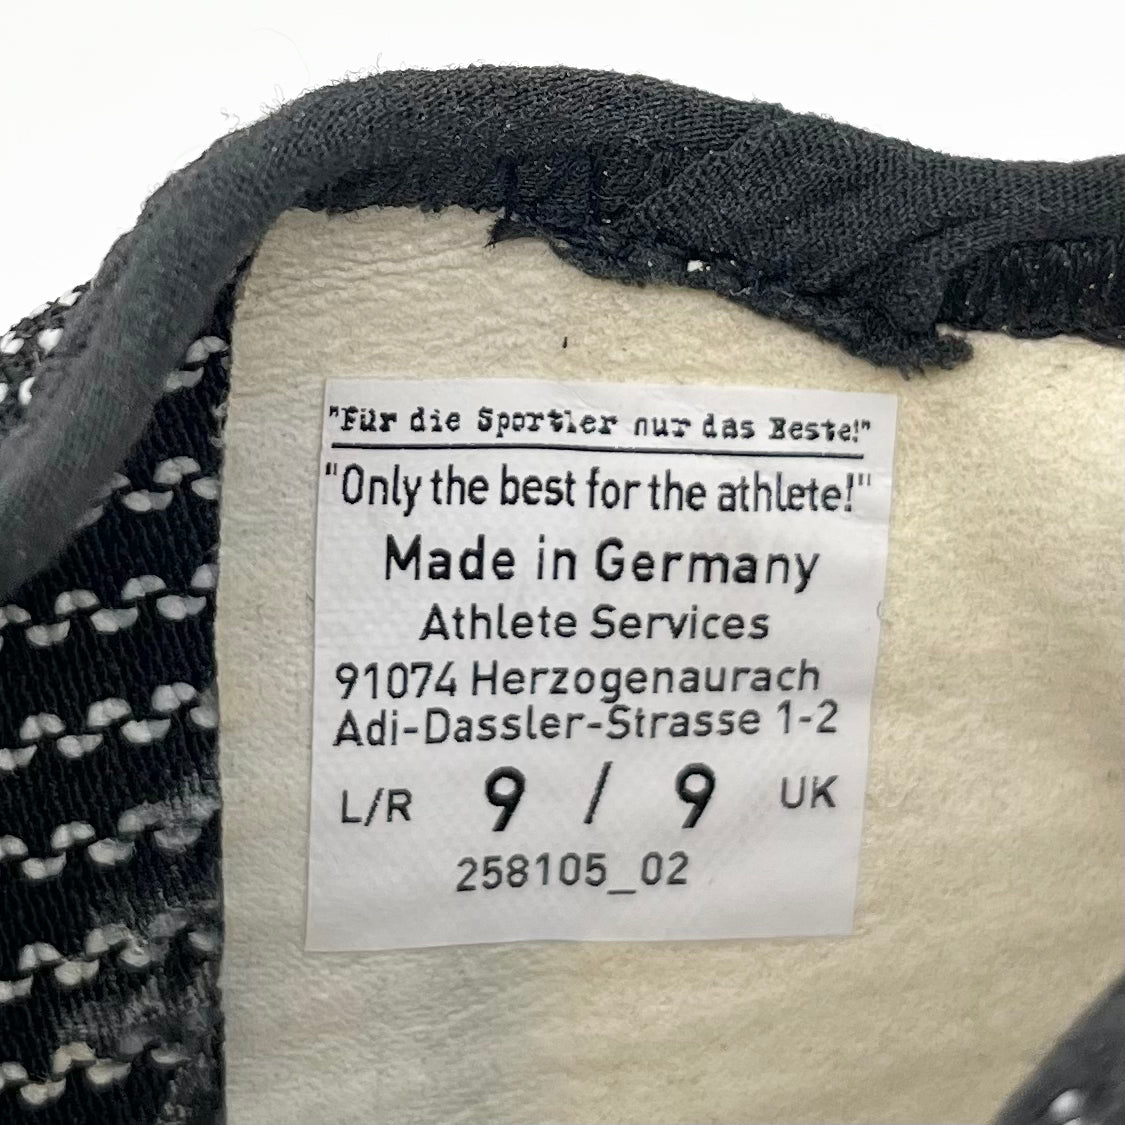 "Für die Sportler nur das Beste!"
"Only the best for the athlete!"
Made in Germany
Athlete Services
91074 Herzogenaurach
Adi-Dassler-Strasse 1-2
L/R 9 / 9 UK
258105_02